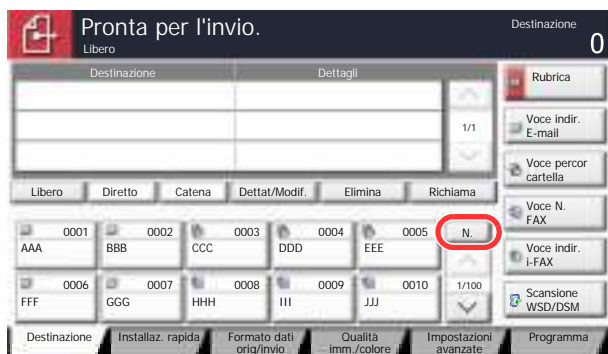 Pronta per l'invio.
Libero
Destinazione
0
Destinazione Dettagli
1/1
Rubrica
Voce indir.
E-mail
Voce percor
cartella
Voce N.
FAX
Voce indir.
i-FAX
Scansione
WSD/DSM
Libero Diretto Catena Dettat/Modif. Elimina Richiama
0001 0002 0003 0004 0005 N.
AAA BBB CCC DDD EEE
0006 0007 0008 0009 0010 1/100
FFF GGG HHH III JJJ
Destinazione Installaz. rapida Formato dati
orig/invio Qualità
imm./colore Impostazioni
avanzate Programma